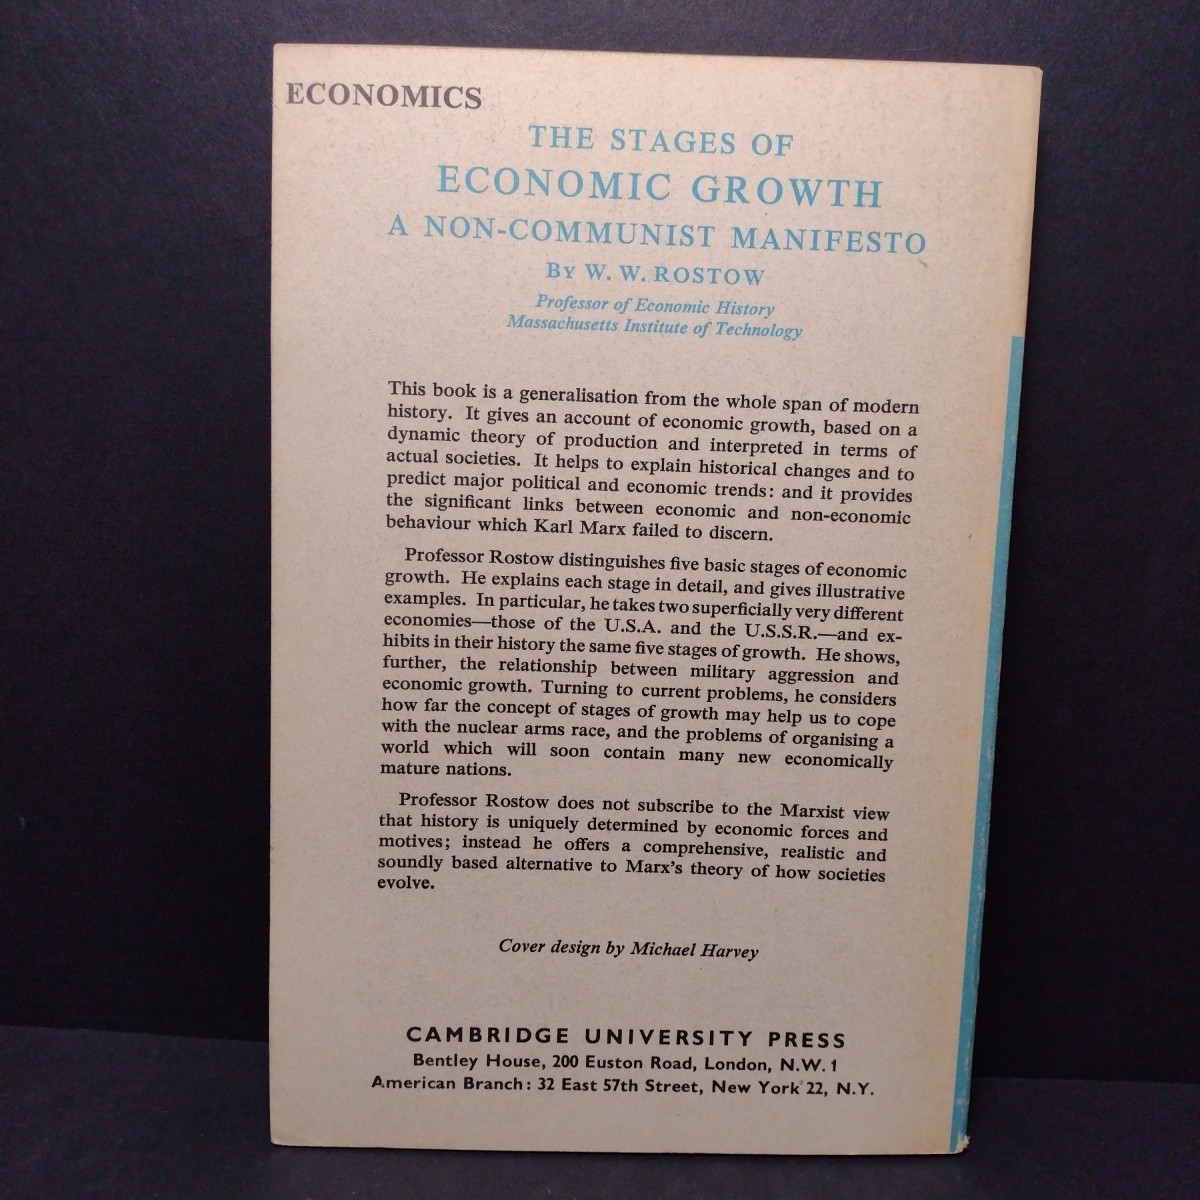 ECONOMICS
THE STAGES OF
ECONOMIC GROWTH
A NON-COMMUNIST MANIFESTO
By W. W. ROSTOW
Professor of Economic History
Massachusetts Institute of Technology
This book is a generalisation from the whole span of modern
history. It gives an account of economic growth, based on a
dynamic theory of production and interpreted in terms of
actual societies. It helps to explain historical changes and to
predict major political and economic trends: and it provides
the significant links between economic and non-economic
behaviour which Karl Marx failed to discern.
Professor Rostow distinguishes five basic stages of economic
growth. He explains each stage in detail, and gives illustrative
examples. In particular, he takes two superficially very different
economies—those of the U.S.A. and the U.S.S.R.—and ex-
hibits in their history the same five stages of growth. He shows,
further, the relationship between military aggression and
economic growth. Turning to current problems, he considers
how far the concept of stages of growth may help us to cope
with the nuclear arms race, and the problems of organising a
world which will soon contain many new economically
mature nations.
Professor Rostow does not subscribe to the Marxist view
that history is uniquely determined by economic forces and
motives; instead he offers a comprehensive, realistic and
soundly based alternative to Marx's theory of how societies
evolve.
Cover design by Michael Harvey
CAMBRIDGE UNIVERSITY PRESS
Bentley House, 200 Euston Road, London, N.W. 1
American Branch: 32 East 57th Street, New York 22, N.Y.